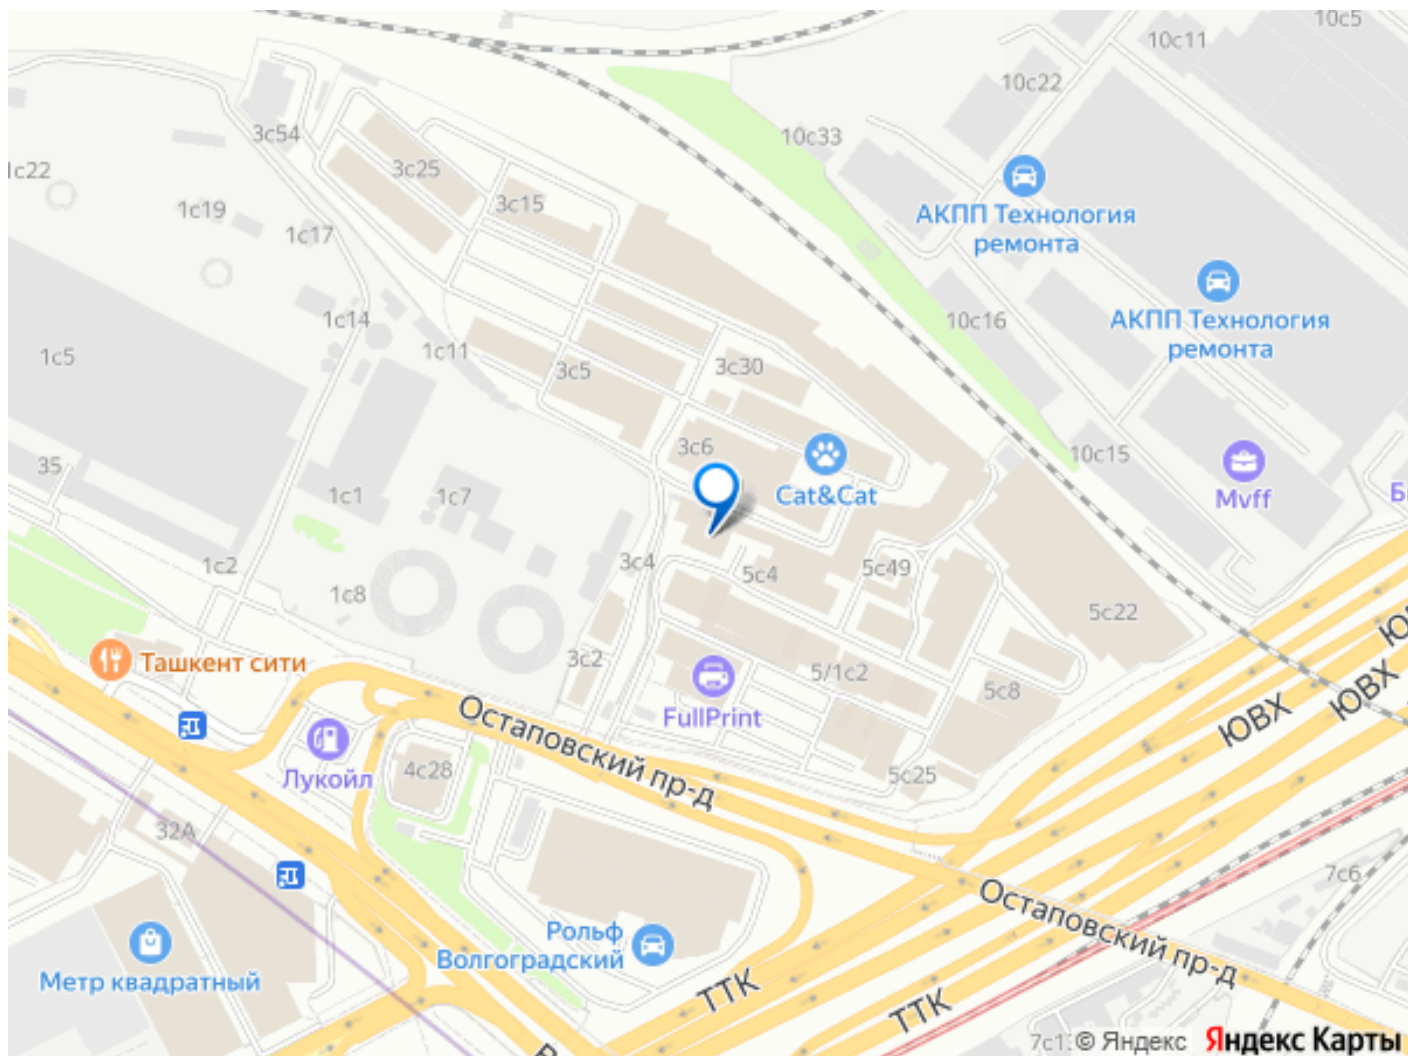 10с5
10с11
10с22
3с54
10с33
1с22
3с25
1с19
3с15
АКПП Технология
ремонта
1с17
1с14
10с16
АКПП Технология
ремонта
1с5
1с11
3с5
3с30
3с6
10с15
35
1с1
1с7
Cat&Cat
Mvff
1с2
3с4
5с4
5с49
1с8
5с22
Ташкент сити
3с2
5/1с2
5с8
FullPrint
ЮВХ
ЮВХ
Остаповский пр-д
Лукойл
4с28
5с25
32А
7с6
Остаповский пр-д
Рольф
Волгоградский
Метр квадратный
ТТК
ТТК
© Яндекс Яндекс Карты